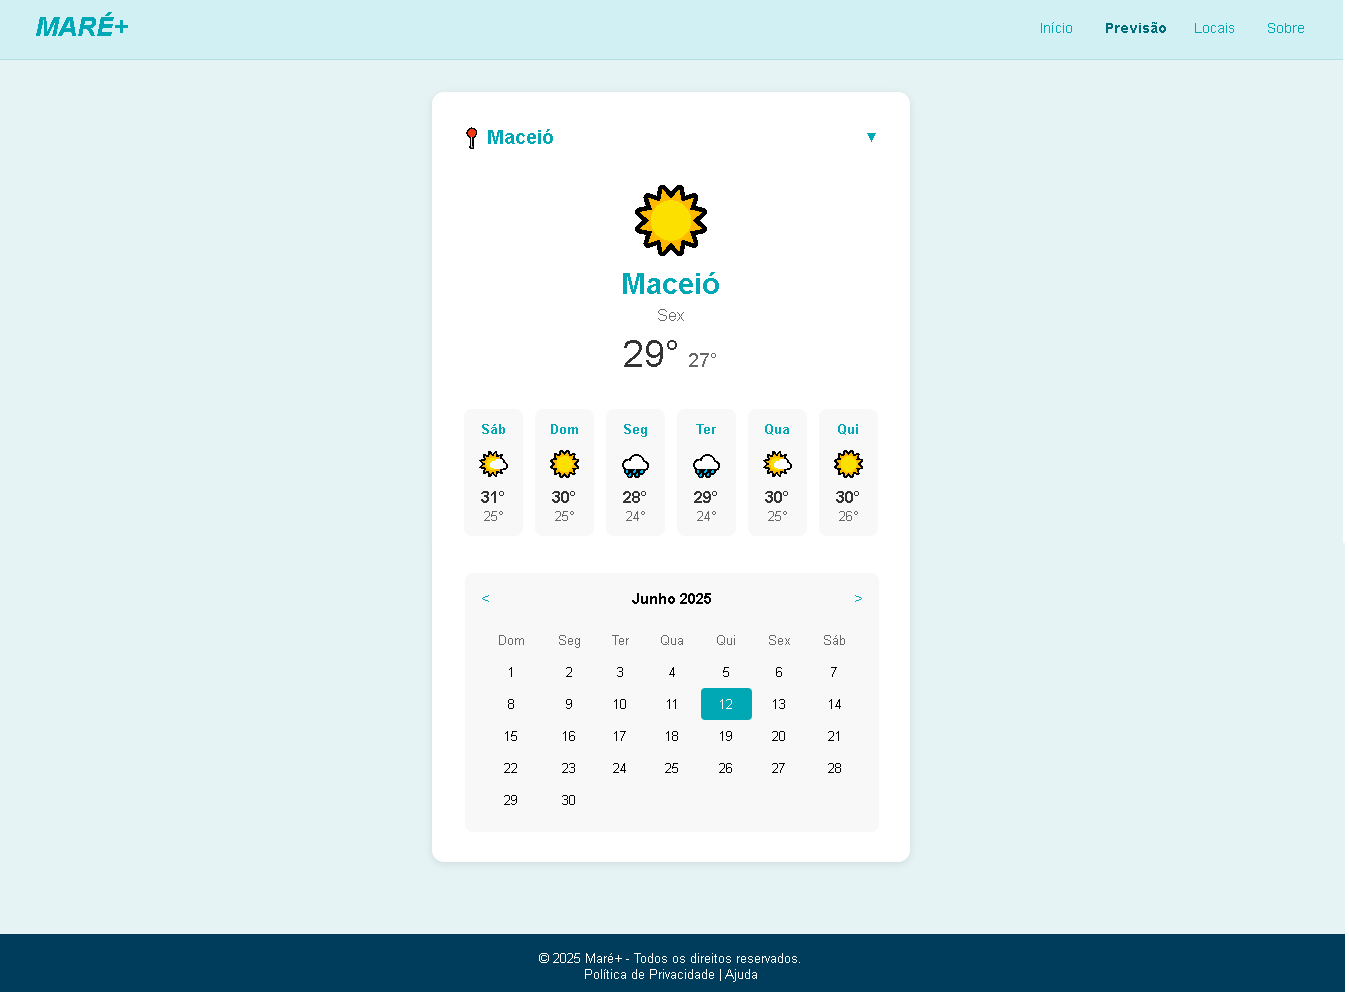 MARÉ+
Início Previsão Locais Sobre
Maceió ▼
Maceió
Sex
29° 27°
Sáb Dom Seg Ter Qua Qui
31° 30° 28° 29° 30° 30°
25° 25° 24° 24° 25° 26°
< Junho 2025 >
Dom Seg Ter Qua Qui Sex Sáb
1 2 3 4 5 6 7
8 9 10 11 12 13 14
15 16 17 18 19 20 21
22 23 24 25 26 27 28
29 30
© 2025 Maré+ - Todos os direitos reservados.
Política de Privacidade | Ajuda